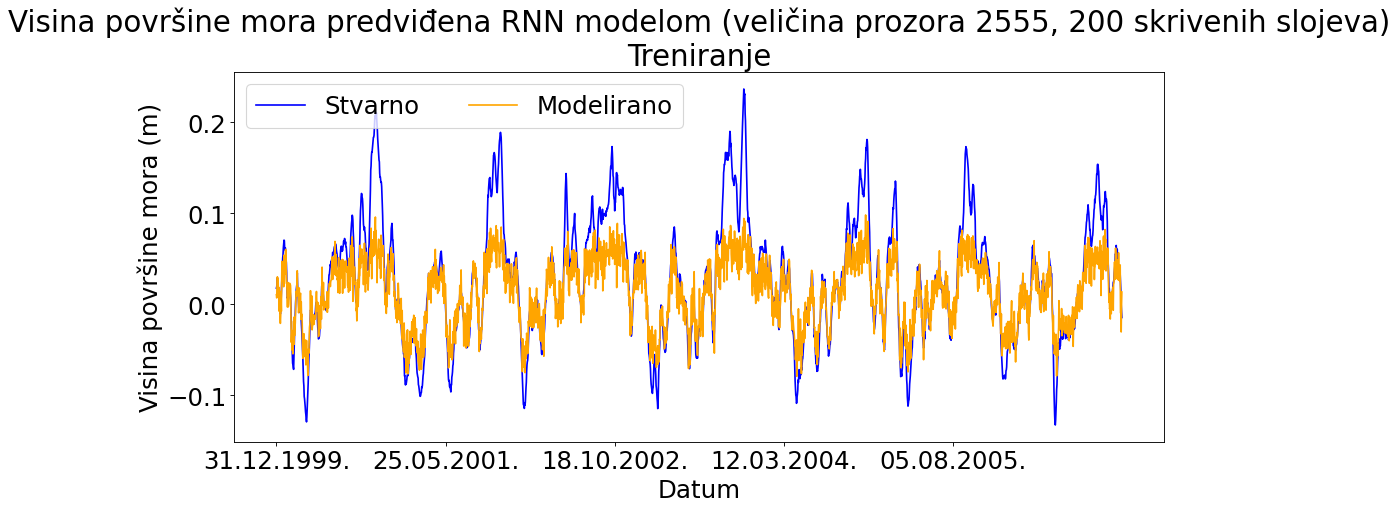 Visina površine mora predviđena RNN modelom (veličina prozora 2555, 200 skrivenih slojeva)
Treniranje
Stvarno Modelirano
Visina površine mora (m)
0.2
0.1
0.0
−0.1
31.12.1999. 25.05.2001. 18.10.2002. 12.03.2004. 05.08.2005.
Datum